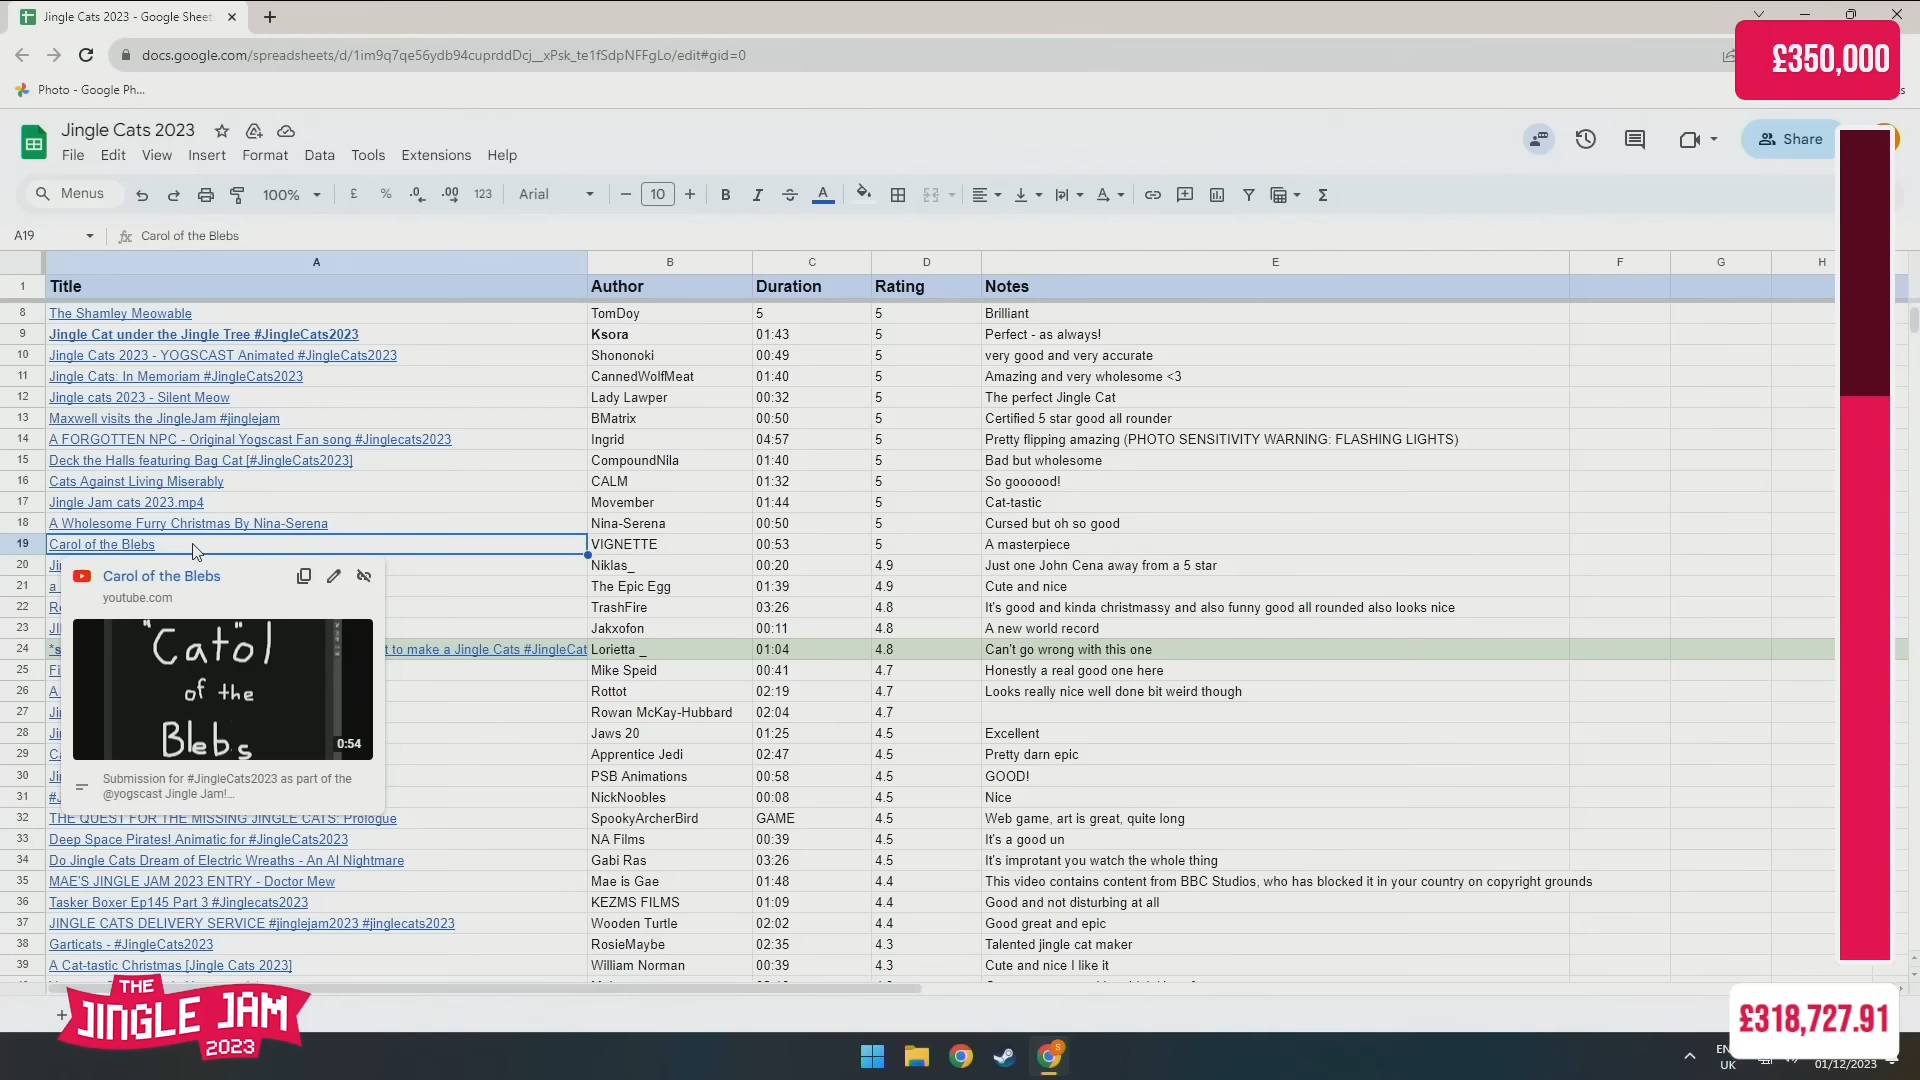 Jingle Cats 2023 - Google Sheet
docs.google.com/spreadsheets/d/1im9q7qe56ydb94cuprddDcj__xPsk_te1fSdpNFFgLo/edit#gid=0
£350,000
Photo - Google Ph...
Jingle Cats 2023
File Edit View Insert Format Data Tools Extensions Help
Share
Menus 100% £ % .0 .00 123 Arial 10 B I A
A19 fx Carol of the Blebs
A B C D E F G H
1 Title Author Duration Rating Notes
8 The Shamley Meowable TomDoy 5 5 Brilliant
9 Jingle Cat under the Jingle Tree #JingleCats2023 Ksora 01:43 5 Perfect - as always!
10 Jingle Cats 2023 - YOGSCAST Animated #JingleCats2023 Shononoki 00:49 5 very good and very accurate
11 Jingle Cats: In Memoriam #JingleCats2023 CannedWolfMeat 01:40 5 Amazing and very wholesome <3
12 Jingle cats 2023 - Silent Meow Lady Lawper 00:32 5 The perfect Jingle Cat
13 Maxwell visits the JingleJam #jinglejam BMatrix 00:50 5 Certified 5 star good all rounder
14 A FORGOTTEN NPC - Original Yogscast Fan song #Jinglecats2023 Ingrid 04:57 5 Pretty flipping amazing (PHOTO SENSITIVITY WARNING: FLASHING LIGHTS)
15 Deck the Halls featuring Bag Cat [#JingleCats2023] CompoundNila 01:40 5 Bad but wholesome
16 Cats Against Living Miserably CALM 01:32 5 So goooood!
17 Jingle Jam cats 2023.mp4 Movember 01:44 5 Cat-tastic
18 A Wholesome Furry Christmas By Nina-Serena Nina-Serena 00:50 5 Cursed but oh so good
19 Carol of the Blebs VIGNETTE 00:53 5 A masterpiece
20 Ji Niklas_ 00:20 4.9 Just one John Cena away from a 5 star
21 a The Epic Egg 01:39 4.9 Cute and nice
22 Re TrashFire 03:26 4.8 It's good and kinda christmassy and also funny good all rounded also looks nice
23 JI Jakxofon 00:11 4.8 A new world record
24 *s t to make a Jingle Cats #JingleCat Lorietta _ 01:04 4.8 Can't go wrong with this one
25 Fi Mike Speid 00:41 4.7 Honestly a real good one here
26 A Rottot 02:19 4.7 Looks really nice well done bit weird though
27 Ji Rowan McKay-Hubbard 02:04 4.7
28 Ji Jaws 20 01:25 4.5 Excellent
29 Ca Apprentice Jedi 02:47 4.5 Pretty darn epic
30 Ji PSB Animations 00:58 4.5 GOOD!
31 #J NickNoobles 00:08 4.5 Nice
32 THE QUEST FOR THE MISSING JINGLE CATS: Prologue SpookyArcherBird GAME 4.5 Web game, art is great, quite long
33 Deep Space Pirates! Animatic for #JingleCats2023 NA Films 00:39 4.5 It's a good un
34 Do Jingle Cats Dream of Electric Wreaths - An AI Nightmare Gabi Ras 03:26 4.5 It's improtant you watch the whole thing
35 MAE'S JINGLE JAM 2023 ENTRY - Doctor Mew Mae is Gae 01:48 4.4 This video contains content from BBC Studios, who has blocked it in your country on copyright grounds
36 Tasker Boxer Ep145 Part 3 #Jinglecats2023 KEZMS FILMS 01:09 4.4 Good and not disturbing at all
37 JINGLE CATS DELIVERY SERVICE #jinglejam2023 #jinglecats2023 Wooden Turtle 02:02 4.4 Good great and epic
38 Garticats - #JingleCats2023 RosieMaybe 02:35 4.3 Talented jingle cat maker
39 A Cat-tastic Christmas [Jingle Cats 2023] William Norman 00:39 4.3 Cute and nice I like it
Carol of the Blebs
youtube.com
"Cat"ol
of the
Blebs
0:54
Submission for #JingleCats2023 as part of the
@yogscast Jingle Jam!...
THE
JINGLE JAM
2023
£318,727.91
EN
UK
01/12/2023